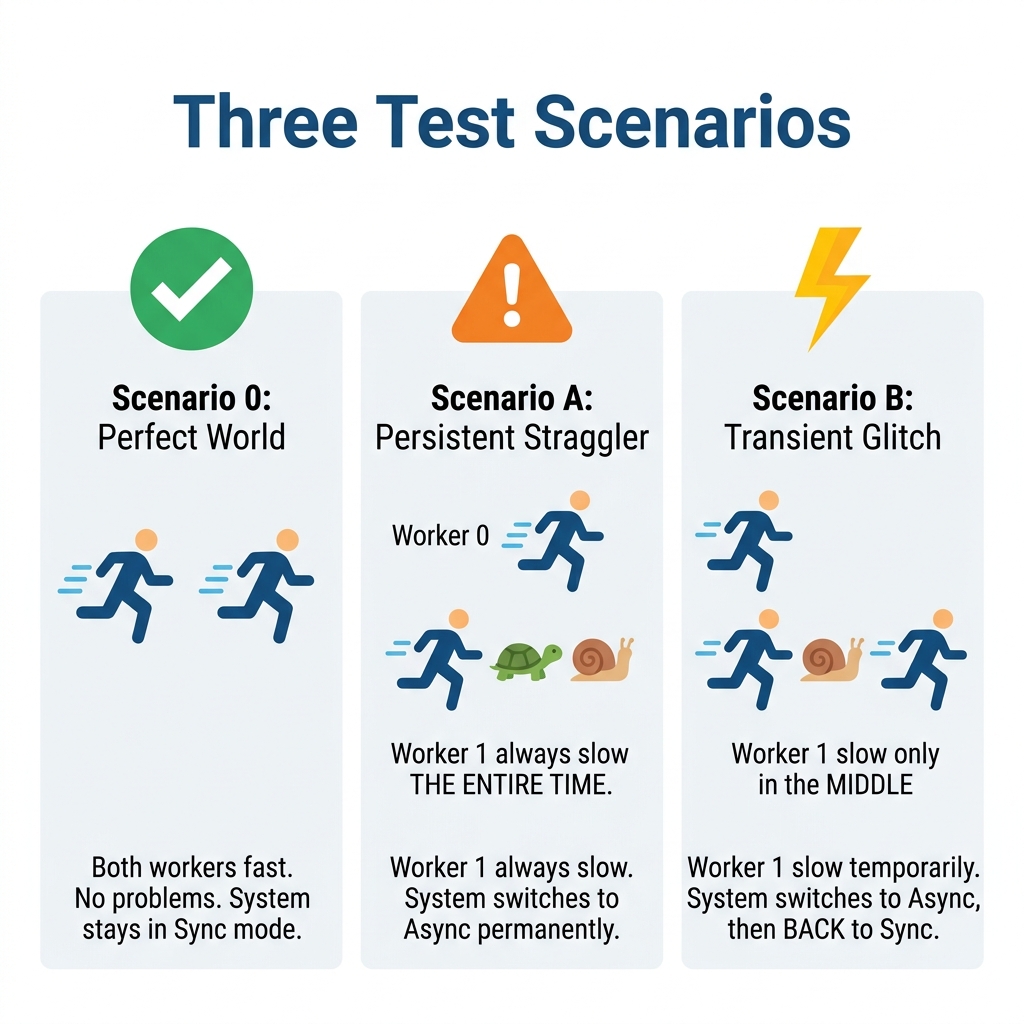 Three Test Scenarios
Scenario 0:
Perfect World
Both workers fast.
No problems. System
stays in Sync mode.
Scenario A:
Persistent Straggler
Worker 0
Worker 1 always slow
THE ENTIRE TIME.
Worker 1 always slow.
System switches to
Async permanently.
Scenario B:
Transient Glitch
Worker 1 slow only
in the MIDDLE
Worker 1 slow temporarily.
System switches to Async,
then BACK to Sync.